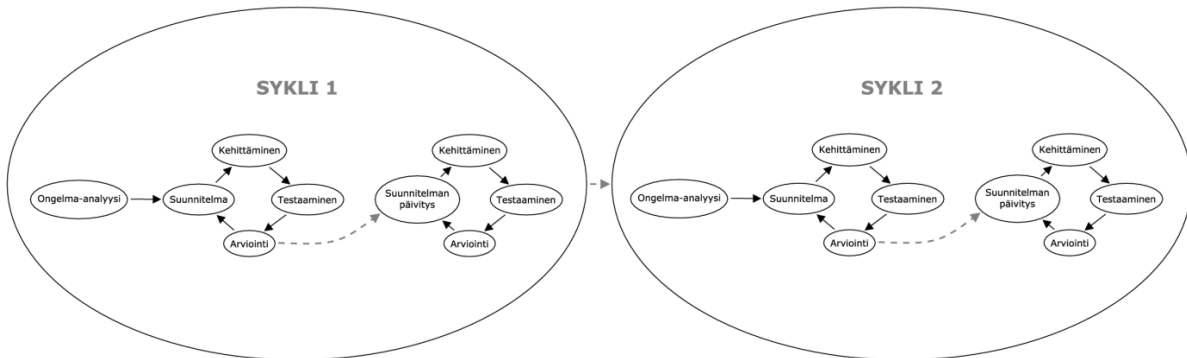 SYKLI 1
Kehittäminen
Ongelma-analyysi
Suunnitelma
Testaaminen
Arviointi
Kehittäminen
Suunnitelman
päivitys
Testaaminen
Arviointi
SYKLI 2
Kehittäminen
Ongelma-analyysi
Suunnitelma
Testaaminen
Arviointi
Kehittäminen
Suunnitelman
päivitys
Testaaminen
Arviointi